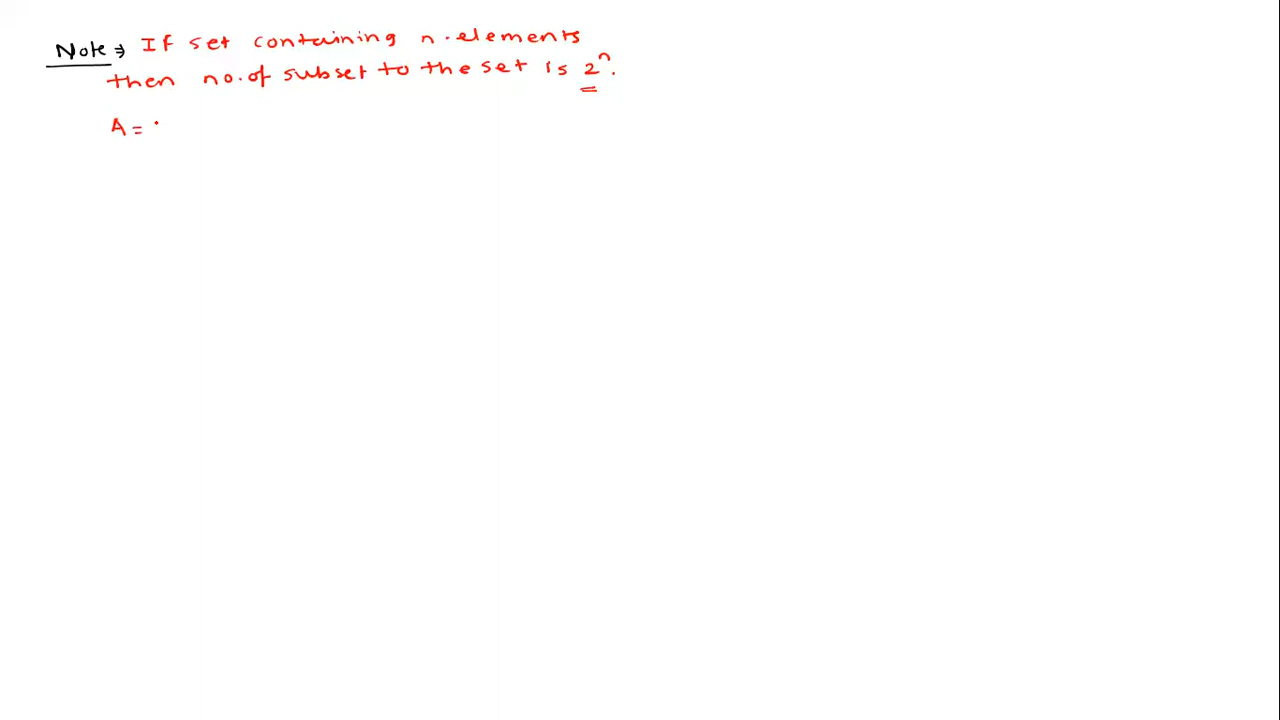 Note ⇒ If set containing n.elements
then no.of subset to the set is 2ⁿ.
A =